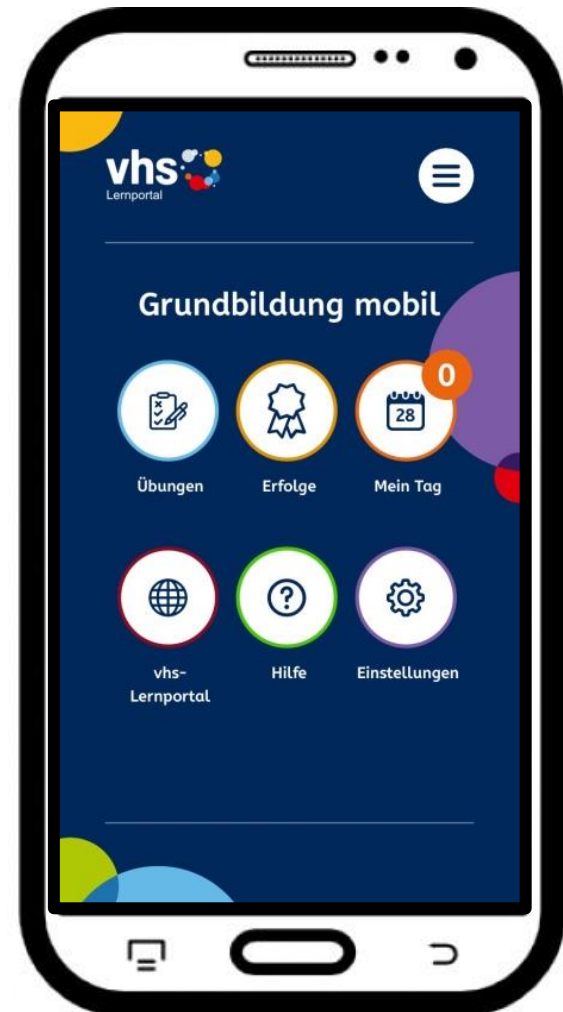 vhs
Lernportal
Grundbildung mobil
0
28
Übungen Erfolge Mein Tag
vhs-
Lernportal Hilfe Einstellungen